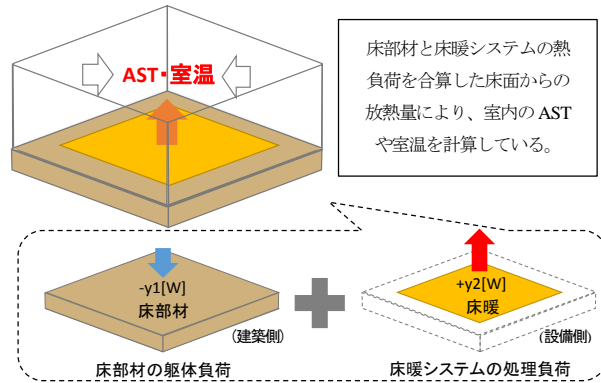 AST・室温
床部材と床暖システムの熱
負荷を合算した床面からの
放熱量により、室内の AST
や室温を計算している。
-y1[W]
床部材
(建築側)
+y2[W]
床暖
(設備側)
床部材の躯体負荷
床暖システムの処理負荷